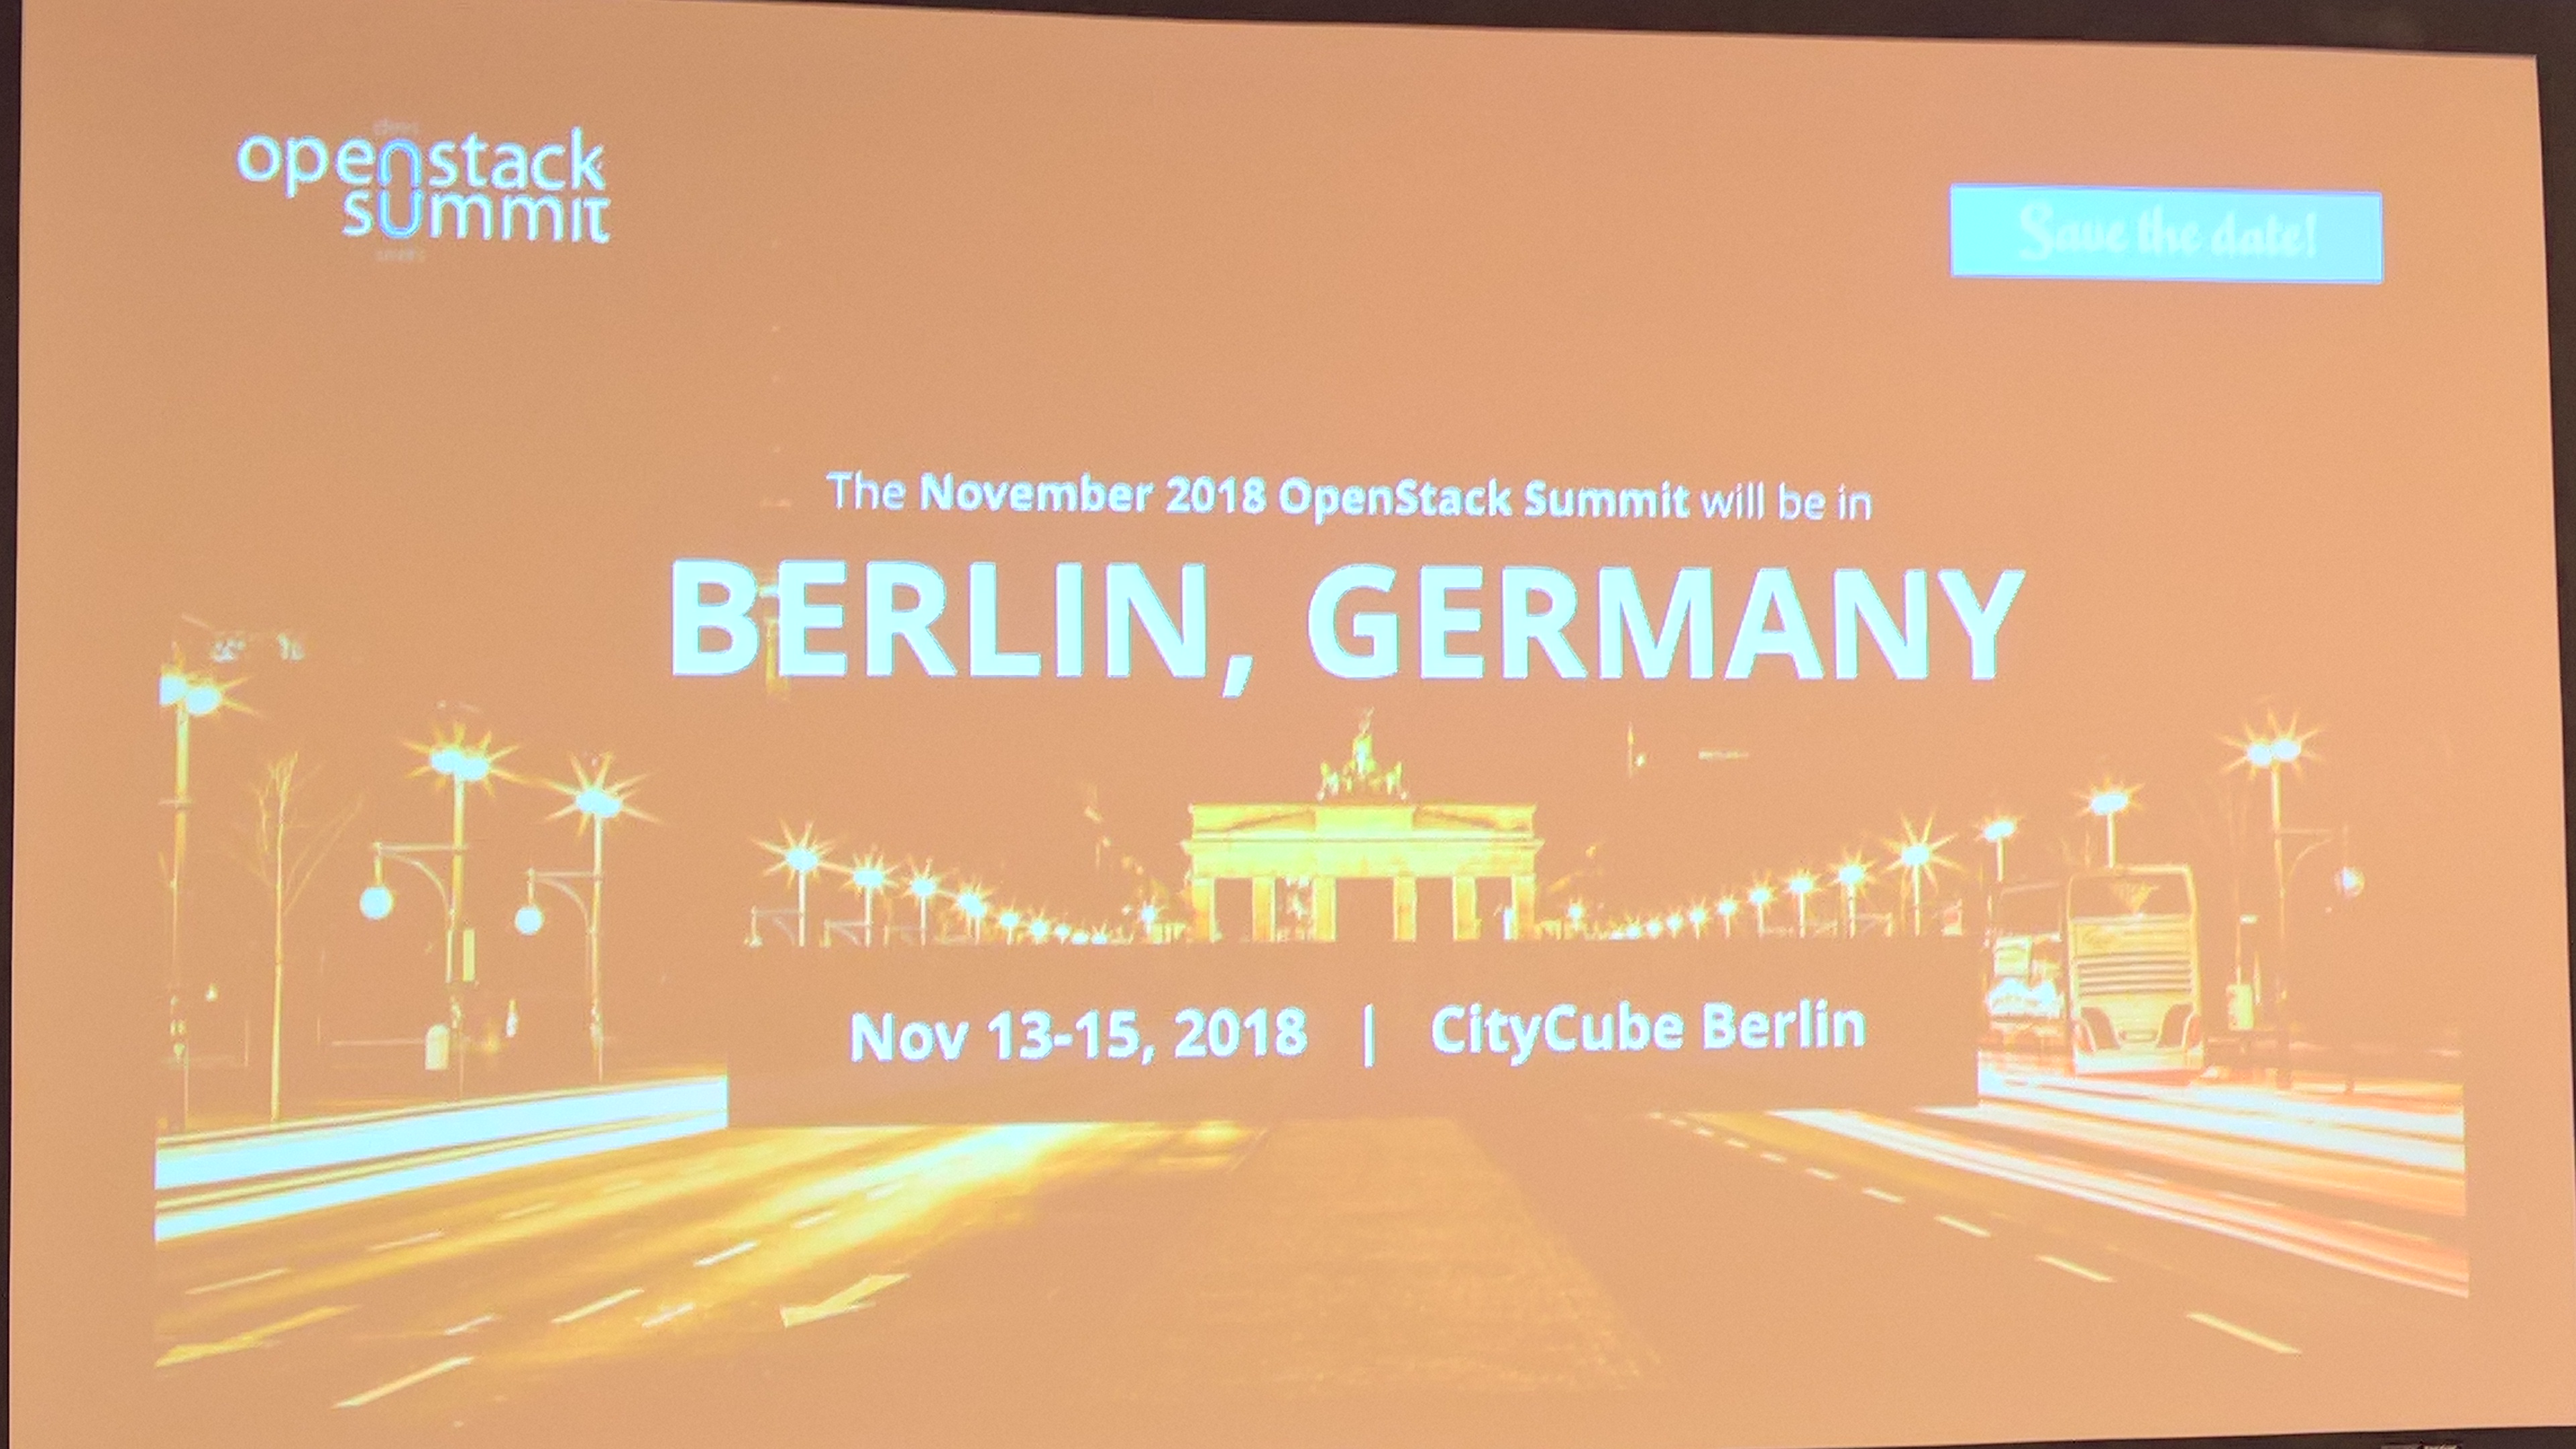 openstack
summit
Save the date!
The November 2018 OpenStack Summit will be in
BERLIN, GERMANY
Nov 13-15, 2018 | CityCube Berlin